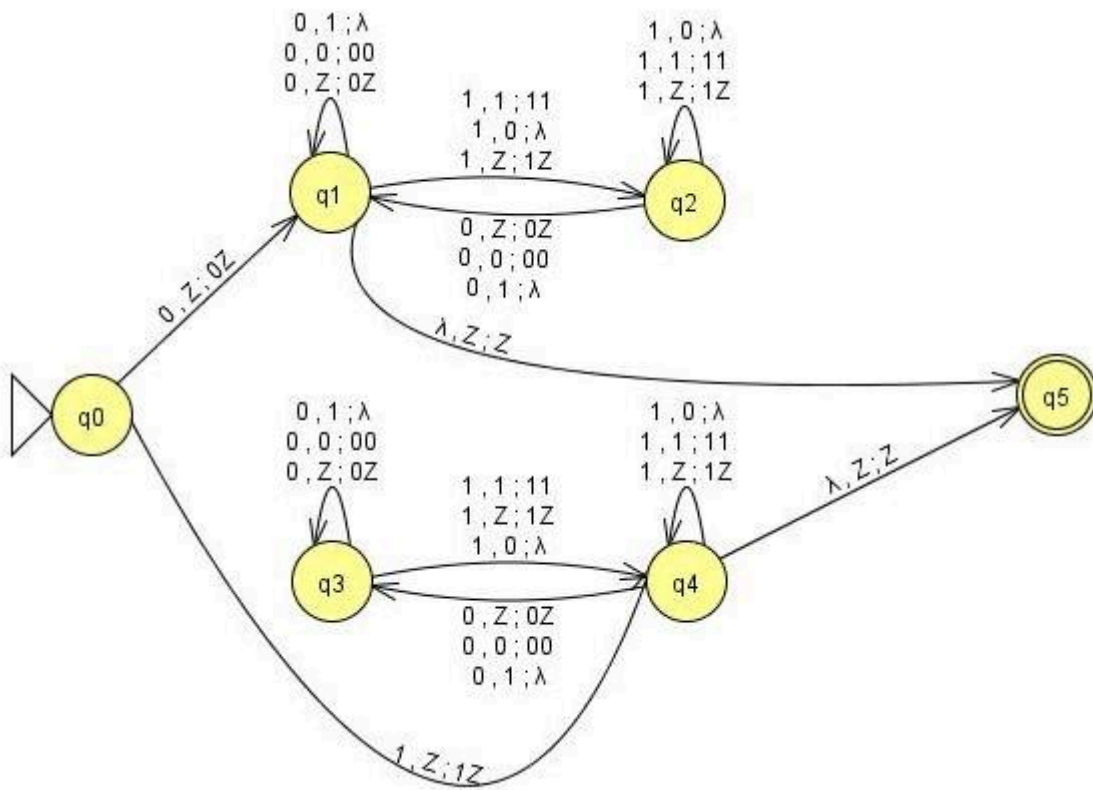 0 , 1 ; λ
0 , 0 ; 00
0 , Z ; 0Z
1 , 0 ; λ
1 , 1 ; 11
1 , Z ; 1Z
1 , 1 ; 11
1 , 0 ; λ
1 , Z ; 1Z
q1
q2
0 , Z ; 0Z
0 , 0 ; 00
0 , 1 ; λ
0 , Z ; 0Z
λ , Z ; Z
q0
q5
0 , 1 ; λ
0 , 0 ; 00
0 , Z ; 0Z
1 , 0 ; λ
1 , 1 ; 11
1 , Z ; 1Z
λ , Z ; Z
1 , 1 ; 11
1 , Z ; 1Z
1 , 0 ; λ
q3
q4
0 , Z ; 0Z
0 , 0 ; 00
0 , 1 ; λ
1 , Z ; 1Z